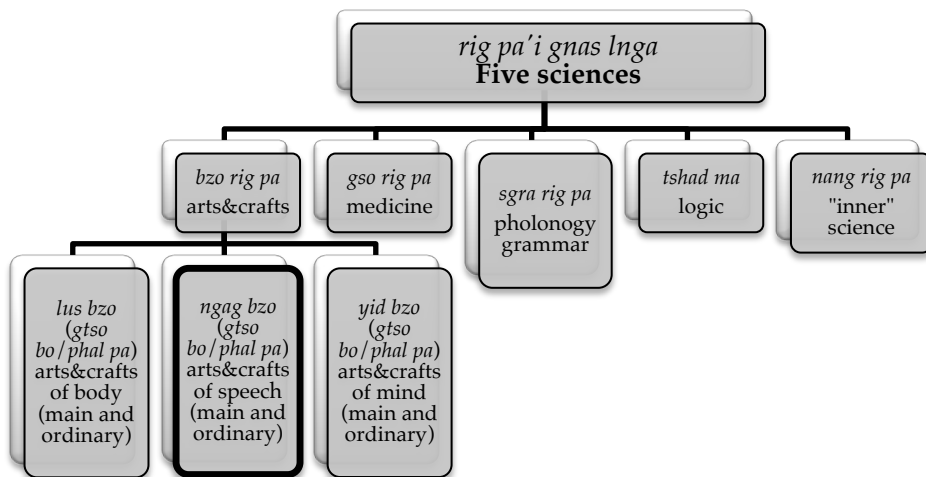 rig pa’i gnas lnga
Five sciences
bzo rig pa
arts&crafts
gso rig pa
medicine
sgra rig pa
pholonogy
grammar
tshad ma
logic
nang rig pa
"inner"
science
lus bzo
(gtso
bo/phal pa)
arts&crafts
of body
(main and
ordinary)
ngag bzo
(gtso
bo/phal pa)
arts&crafts
of speech
(main and
ordinary)
yid bzo
(gtso
bo/phal pa)
arts&crafts
of mind
(main and
ordinary)